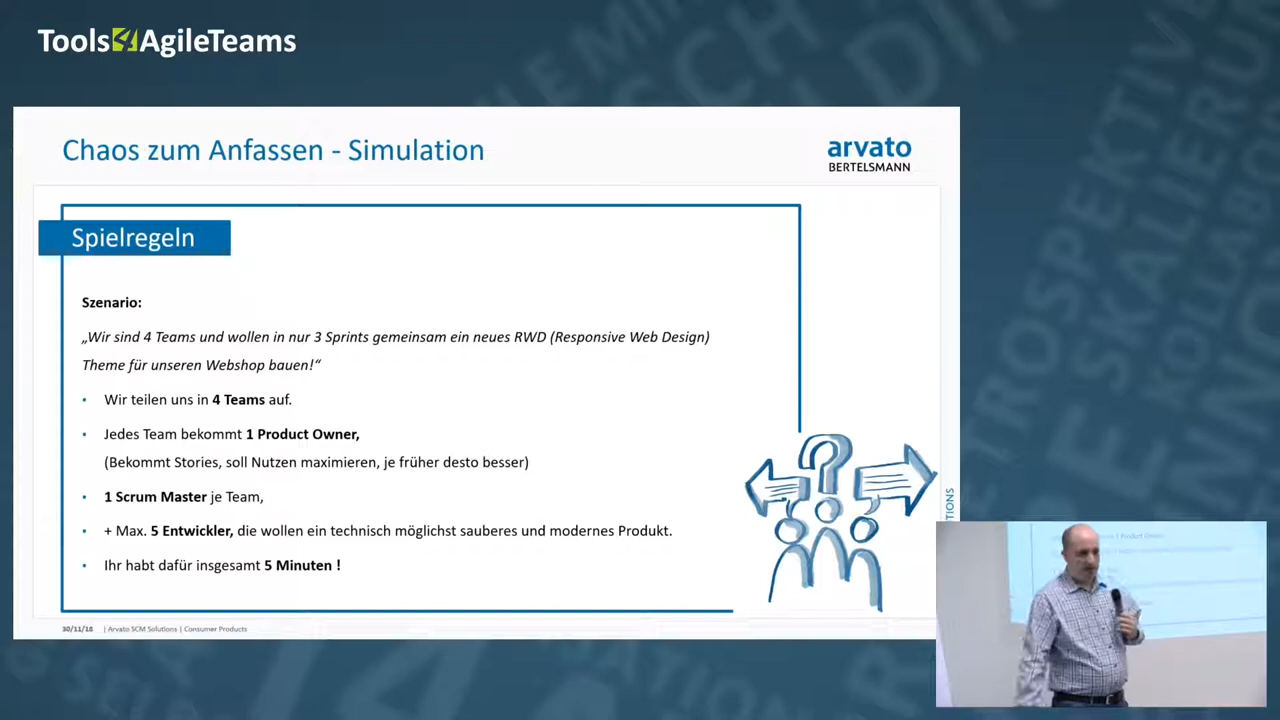 Tools4AgileTeams
Chaos zum Anfassen - Simulation
arvato
BERTELSMANN
Spielregeln
Szenario:
„Wir sind 4 Teams und wollen in nur 3 Sprints gemeinsam ein neues RWD (Responsive Web Design)
Theme für unseren Webshop bauen!“
• Wir teilen uns in 4 Teams auf.
• Jedes Team bekommt 1 Product Owner,
(Bekommt Stories, soll Nutzen maximieren, je früher desto besser)
• 1 Scrum Master je Team,
• + Max. 5 Entwickler, die wollen ein technisch möglichst sauberes und modernes Produkt.
• Ihr habt dafür insgesamt 5 Minuten !
30/11/18 | Arvato SCM Solutions | Consumer Products